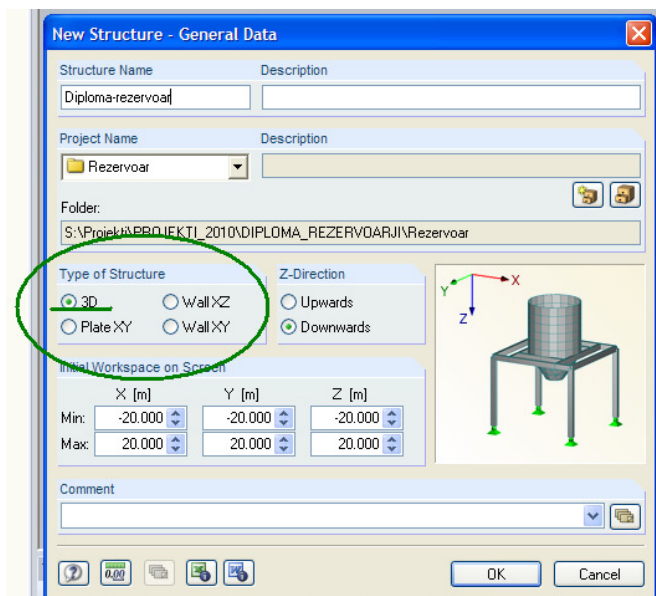 New Structure - General Data
Structure Name Description
Diploma-rezervoar
Project Name Description
Rezervoar
Folder:
S:\Projekti\PROJEKTI_2010\DIPLOMA_REZERVOARJI\Rezervoar
Type of Structure Z-Direction
3D Wall XZ Upwards
Plate XY Wall XY Downwards
Initial Workspace on Screen
X [m] Y [m] Z [m]
Min: -20.000 -20.000 -20.000
Max: 20.000 20.000 20.000
X
Y
Z
Comment
0.00
OK Cancel